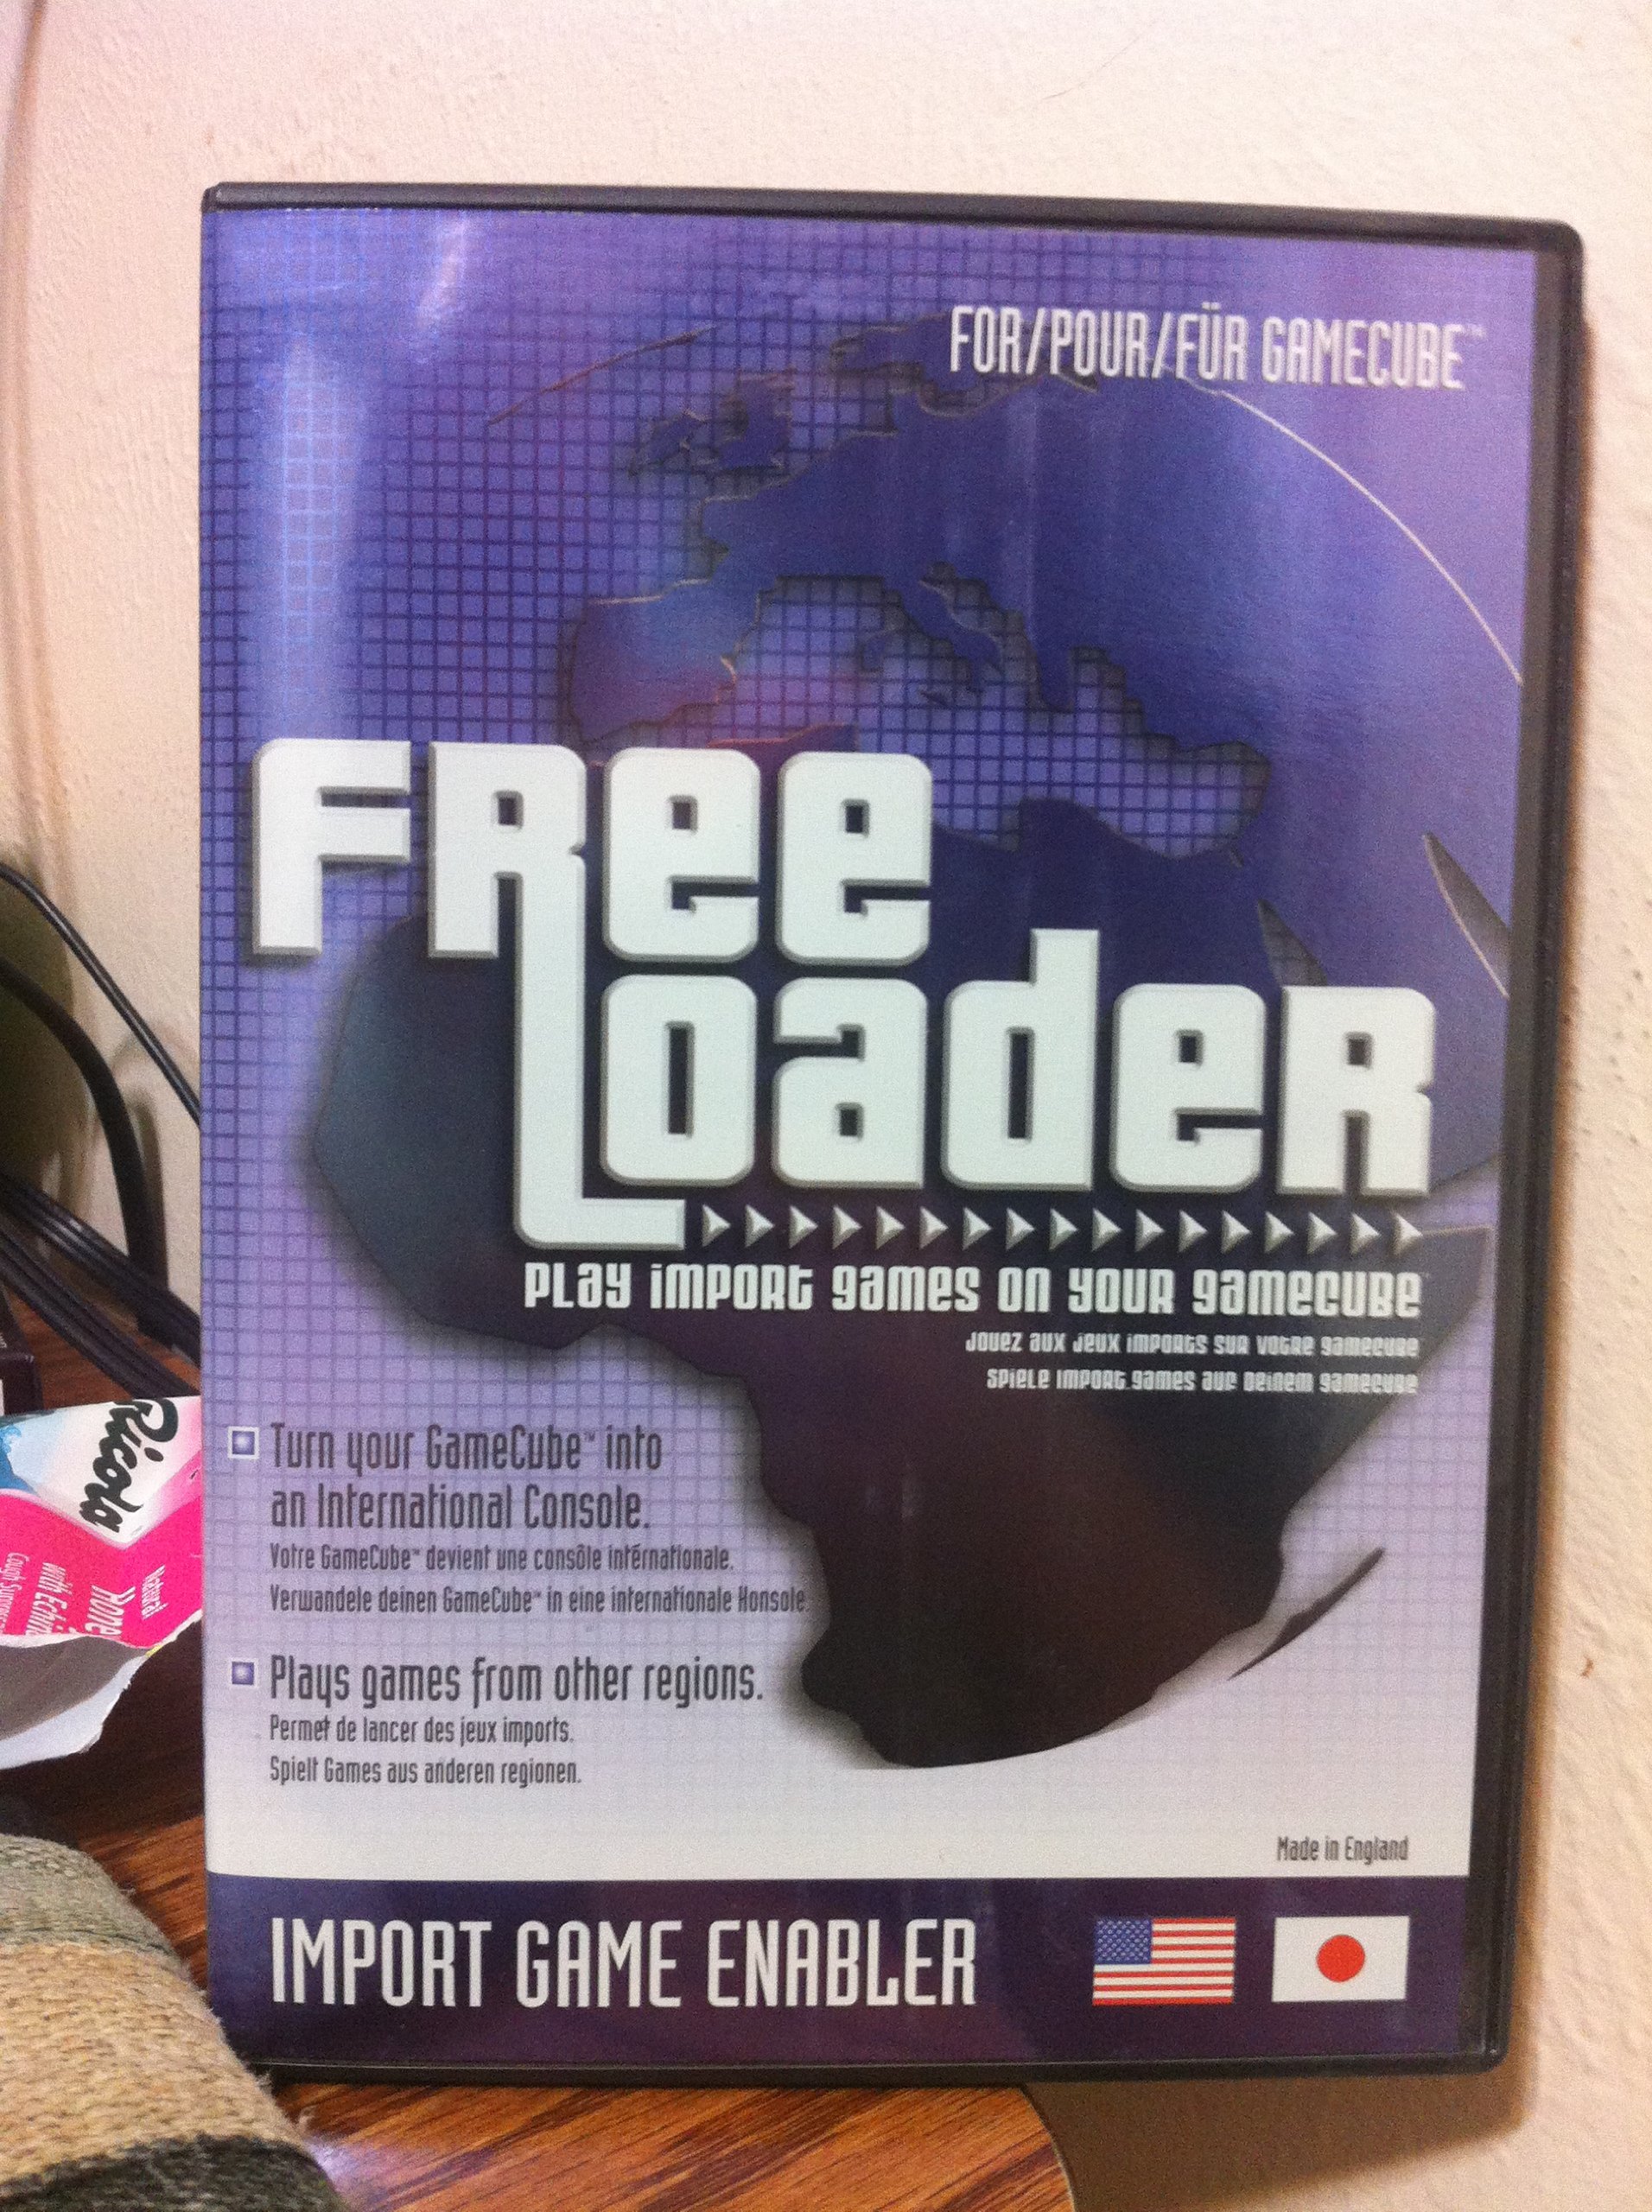 FOR/POUR/FÜR GAMECUBE™
FREE
LOADER
PLAY IMPORT GAMES ON YOUR GAMECUBE
JOUEZ AUX JEUX IMPORTS SUR VOTRE GAMECUBE
SPIELE IMPORT GAMES AUF DEINEM GAMECUBE
Turn your GameCube™ into
an International Console.
Votre GameCube™ devient une consôle intérnationale.
Verwandele deinen GameCube™ in eine internationale Konsole.
Plays games from other regions.
Permet de lancer des jeux imports.
Spielt Games aus anderen regionen.
Made in England
IMPORT GAME ENABLER
Ricola
Natural
with